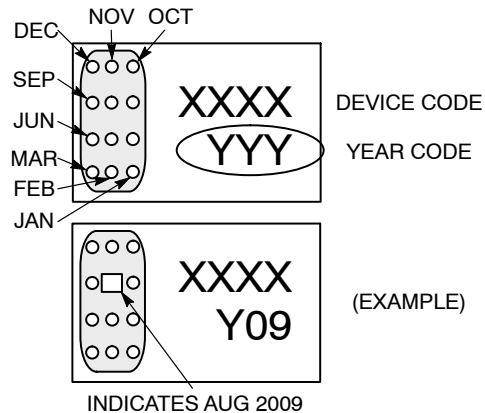 DEC NOV OCT
SEP
JUN
MAR
FEB
JAN
XXXX DEVICE CODE
YYY YEAR CODE
XXXX
Y09
(EXAMPLE)
INDICATES AUG 2009